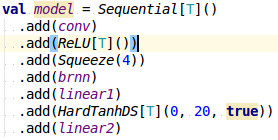 val model = Sequential[T]()
.add(conv)
.add(ReLU[T]())
.add(Squeeze(4))
.add(brnn)
.add(linear1)
.add(HardTanhDS[T](0, 20, true))
.add(linear2)